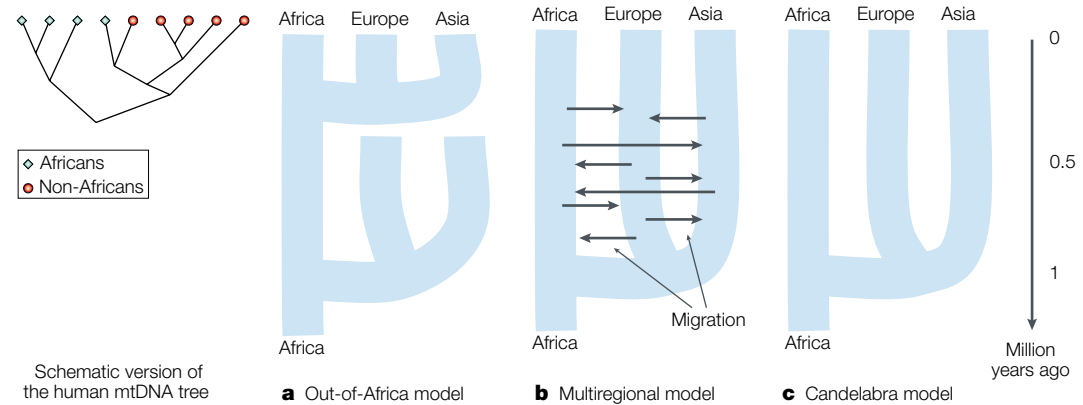 Africa Europe Asia
Africa Europe Asia
Africa Europe Asia
0
Africans
Non-Africans
0.5
1
Migration
Africa
Africa
Africa
Million
years ago
Schematic version of
the human mtDNA tree
a Out-of-Africa model
b Multiregional model
c Candelabra model